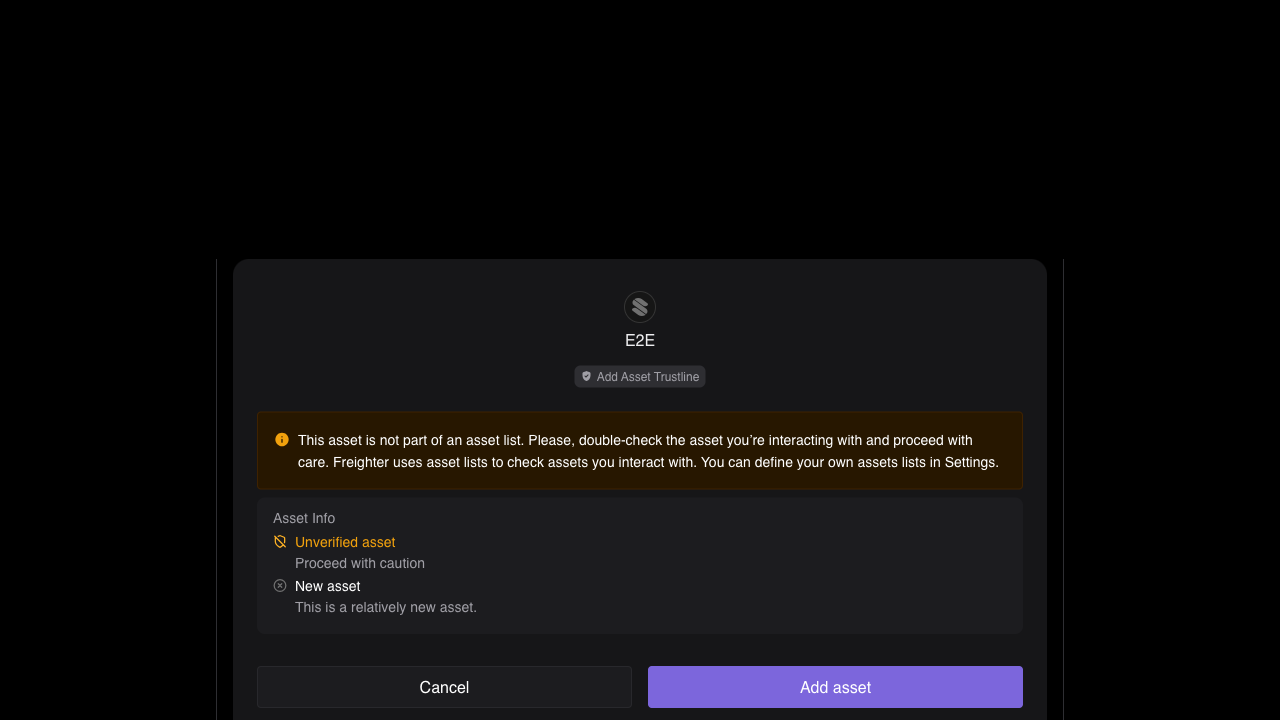 E2E
Add Asset Trustline
This asset is not part of an asset list. Please, double-check the asset you’re interacting with and proceed with
care. Freighter uses asset lists to check assets you interact with. You can define your own assets lists in Settings.
Asset Info
Unverified asset
Proceed with caution
New asset
This is a relatively new asset.
Cancel
Add asset